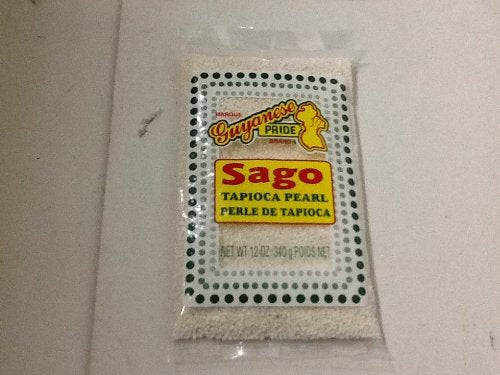 MARQUE
Guyanese
PRIDE
BRAND
Sago
TAPIOCA PEARL
PERLE DE TAPIOCA
NET WT 12 OZ 340 g POIDS NET